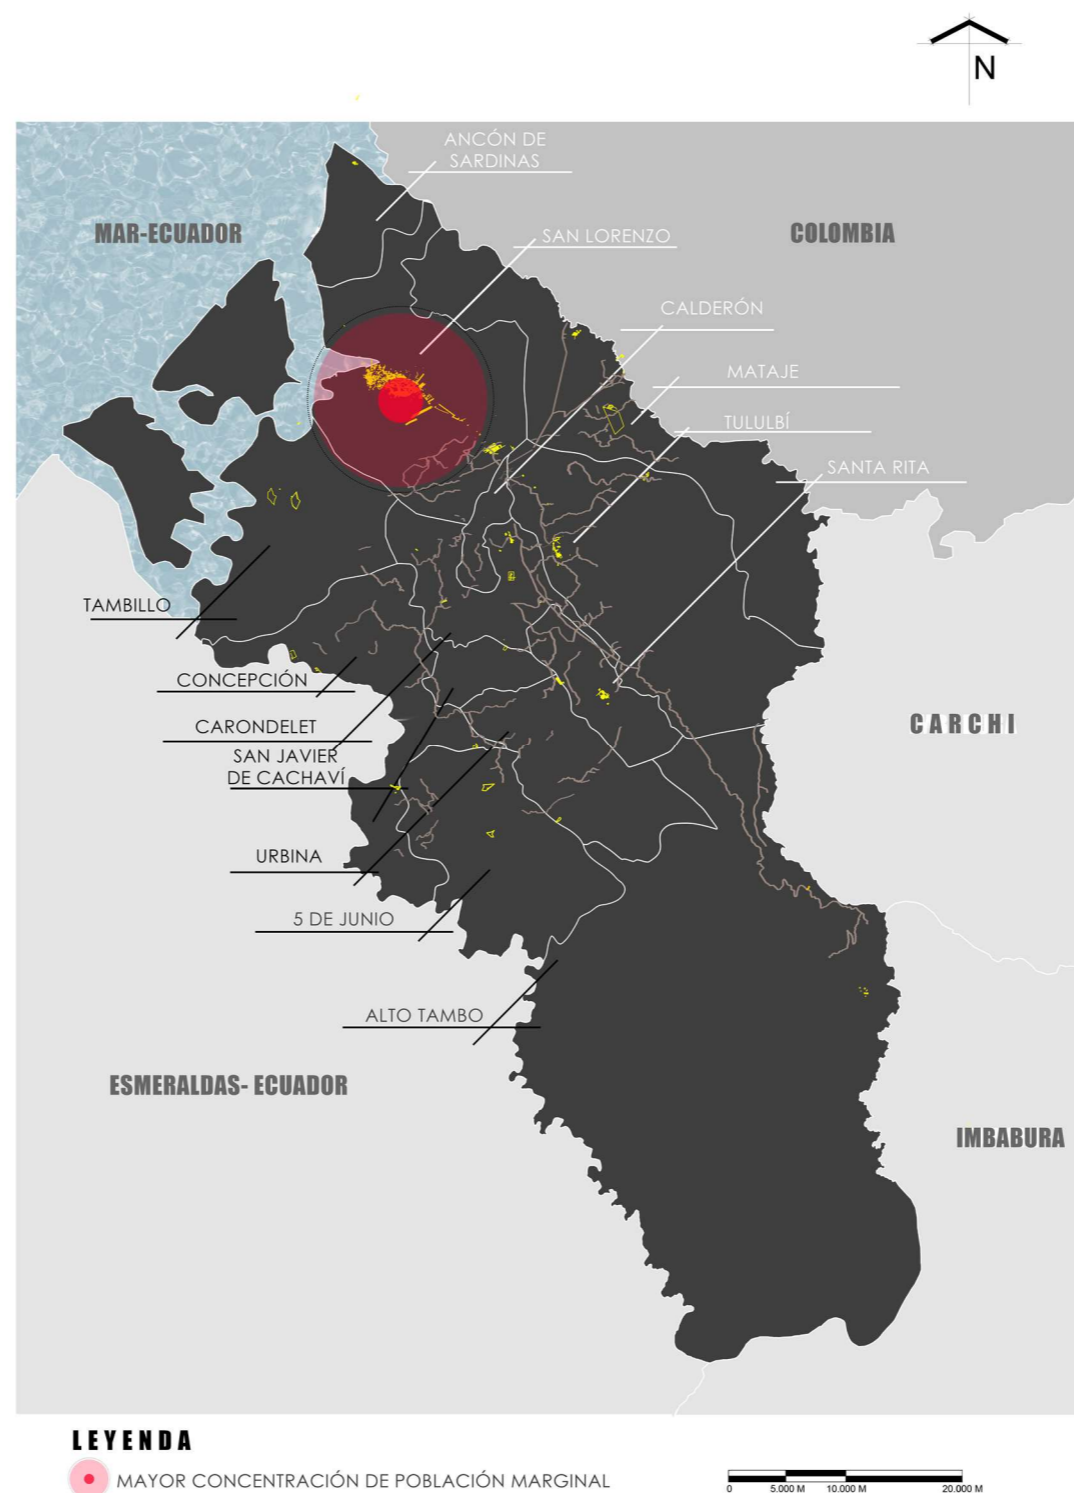 N
ANCÓN DE
SARDINAS
MAR-ECUADOR
SAN LORENZO
COLOMBIA
CALDERÓN
MATAJE
TULULBÍ
SANTA RITA
TAMBILLO
CONCEPCIÓN
CARONDELET
CARCHI
SAN JAVIER
DE CACHAVÍ
URBINA
5 DE JUNIO
ALTO TAMBO
ESMERALDAS- ECUADOR
IMBABURA
LEYENDA
MAYOR CONCENTRACIÓN DE POBLACIÓN MARGINAL
0 5.000 M 10.000 M 20.000 M